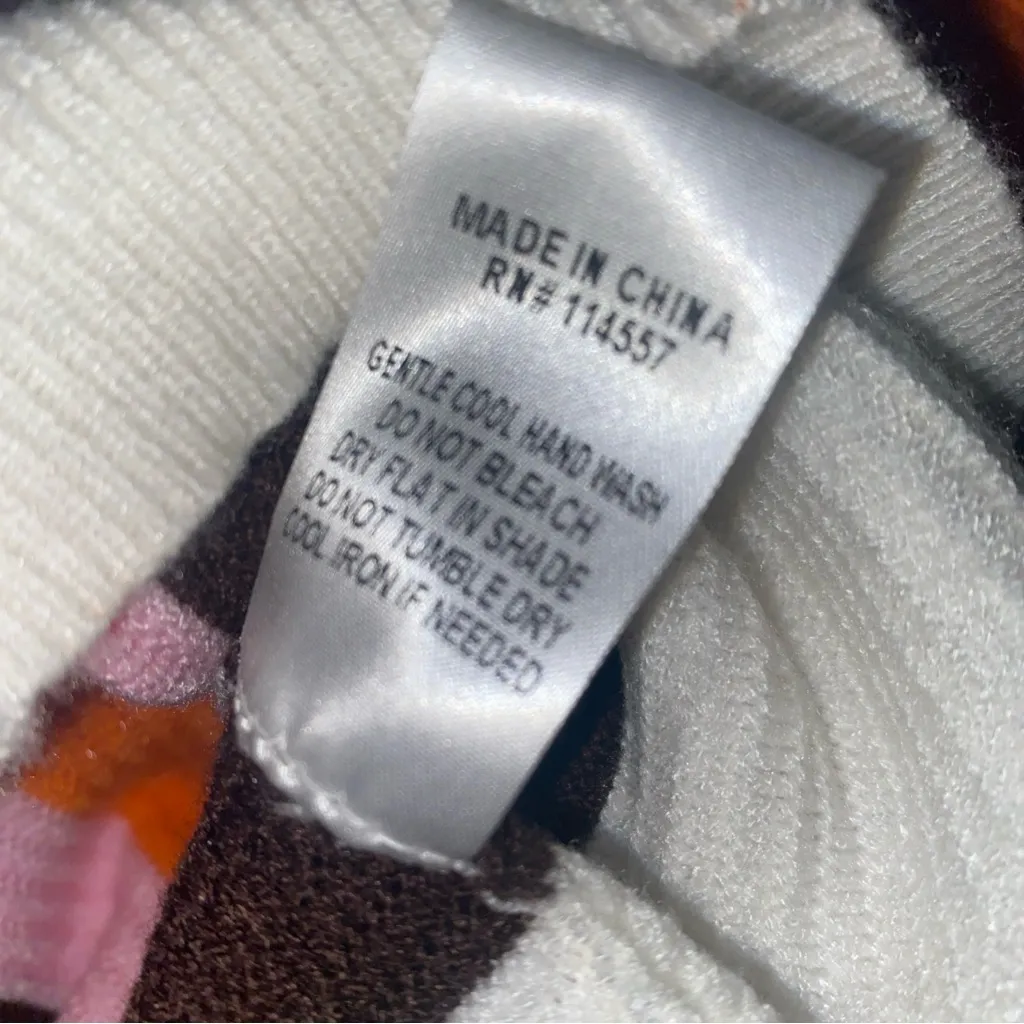 MADE IN CHINA
RN# 114557
GENTLE COOL HAND WASH
DO NOT BLEACH
DRY FLAT IN SHADE
DO NOT TUMBLE DRY
COOL IRON IF NEEDED